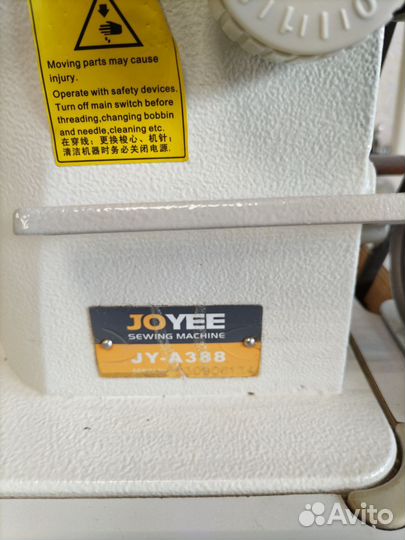 Moving parts may cause
injury.
Operate with safety devices.
Turn off main switch before
threading,changing bobbin
and needle,cleaning etc.
在穿线；更换梭心、机针；
清洁机器时务必关闭电源.
JOYEE
SEWING MACHINE
JY-A388
Avito